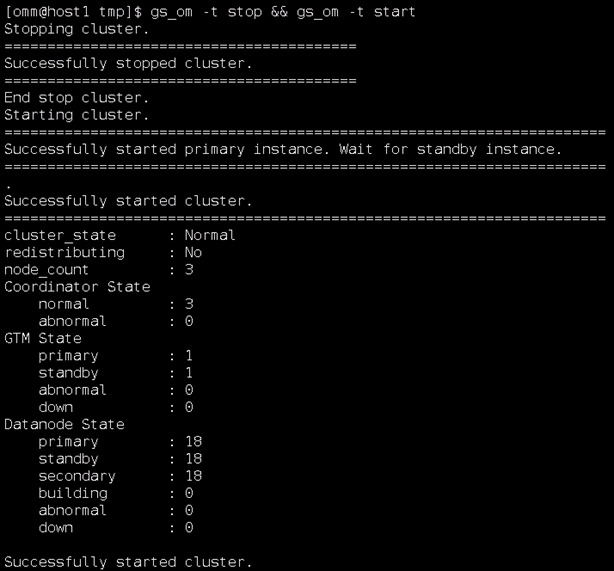 [omm@host1 tmp]$ gs_om -t stop && gs_om -t start
Stopping cluster.
=========================================
Successfully stopped cluster.
=========================================
End stop cluster.
Starting cluster.
======================================================================
Successfully started primary instance. Wait for standby instance.
======================================================================
.
Successfully started cluster.
======================================================================
cluster_state      : Normal
redistributing     : No
node_count         : 3
Coordinator State
    normal         : 3
    abnormal       : 0
GTM State
    primary        : 1
    standby        : 1
    abnormal       : 0
    down           : 0
Datanode State
    primary        : 18
    standby        : 18
    secondary      : 18
    building       : 0
    abnormal       : 0
    down           : 0
Successfully started cluster.